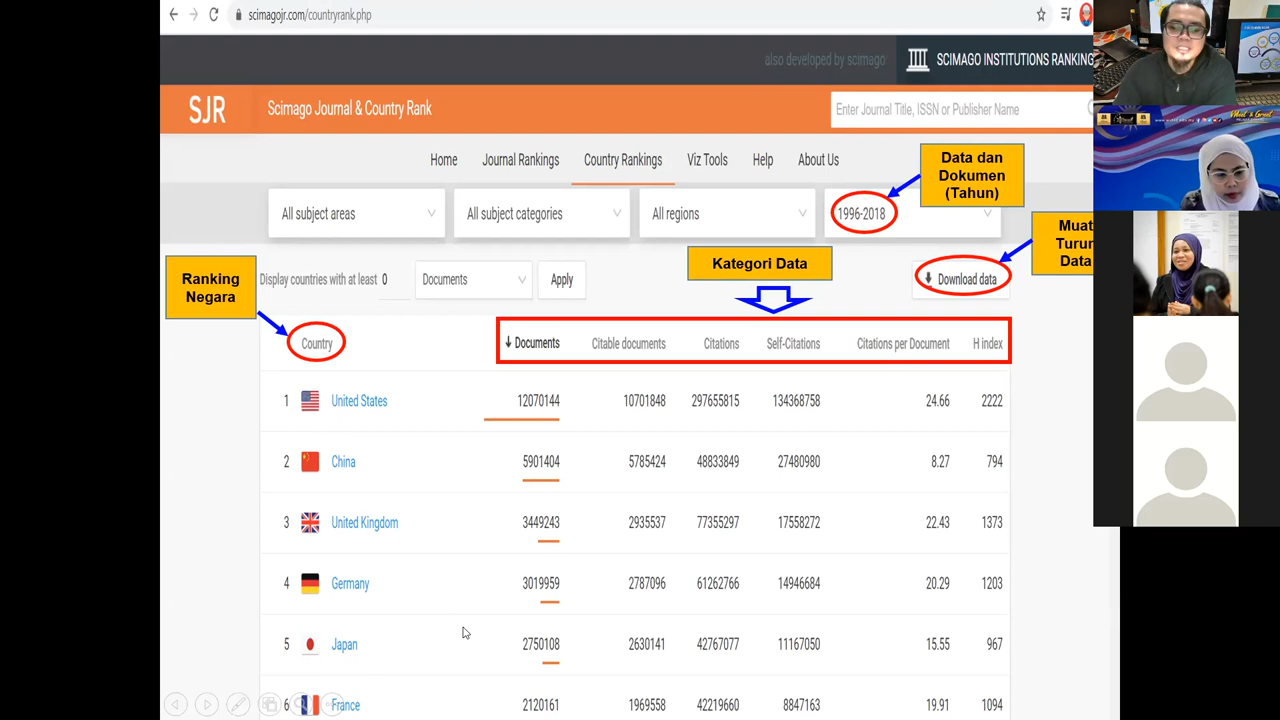 scimagojr.com/countryrank.php
also developed by scimago
SCIMAGO INSTITUTIONS RANKING
SJR
Scimago Journal & Country Rank
Enter Journal Title, ISSN or Publisher Name
Home Journal Rankings Country Rankings Viz Tools Help About Us
Data dan
Dokumen
(Tahun)
All subject areas All subject categories All regions 1996-2018
Muat
Turun
Data
Kategori Data
Ranking
Negara
Display countries with at least 0 Documents Apply Download data
Country Documents Citable documents Citations Self-Citations Citations per Document H index
1 United States 12070144 10701848 297655815 134368758 24.66 2222
2 China 5901404 5785424 48833849 27480980 8.27 794
3 United Kingdom 3449243 2935537 77355297 17558272 22.43 1373
4 Germany 3019959 2787096 61262766 14946684 20.29 1203
5 Japan 2750108 2630141 42767077 11167050 15.55 967
6 France 2120161 1969558 42219660 8847163 19.91 1094